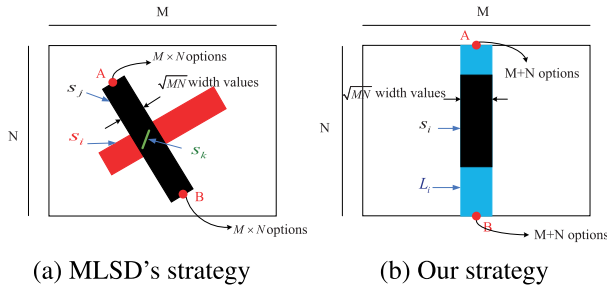 M
N
A
M × N options
√MN width values
s_j
s_i
s_k
B
M × N options
(a) MLSD's strategy
M
N
A
M+N options
√MN width values
s_i
L_i
B
M+N options
(b) Our strategy